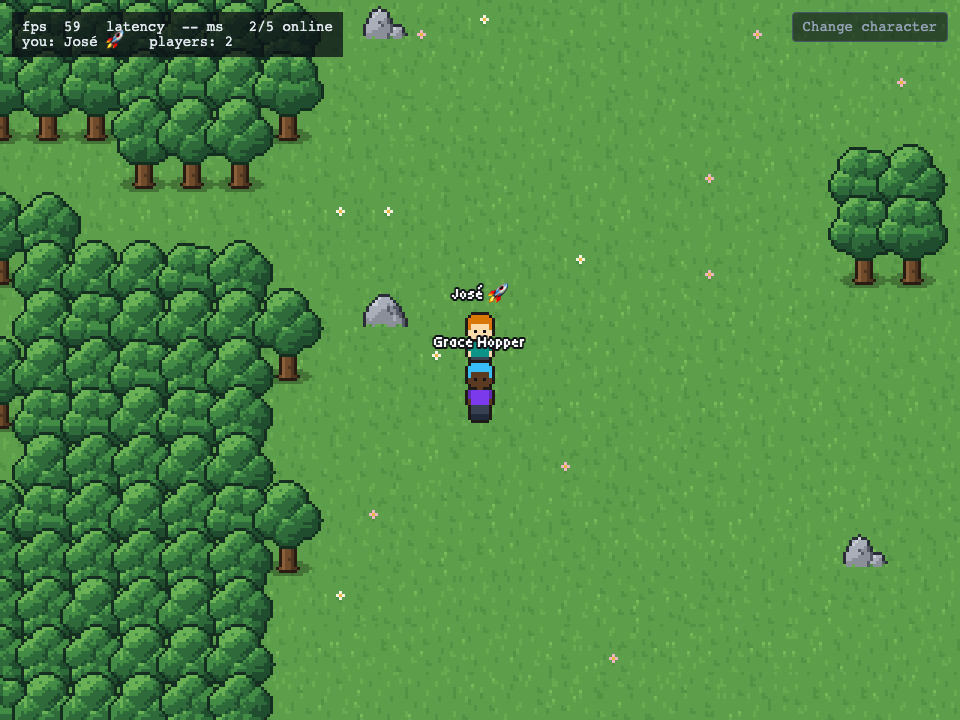 fps 59 latency -- ms 2/5 online
you: José 🚀 players: 2
Change character
José 🚀
Grace Hopper